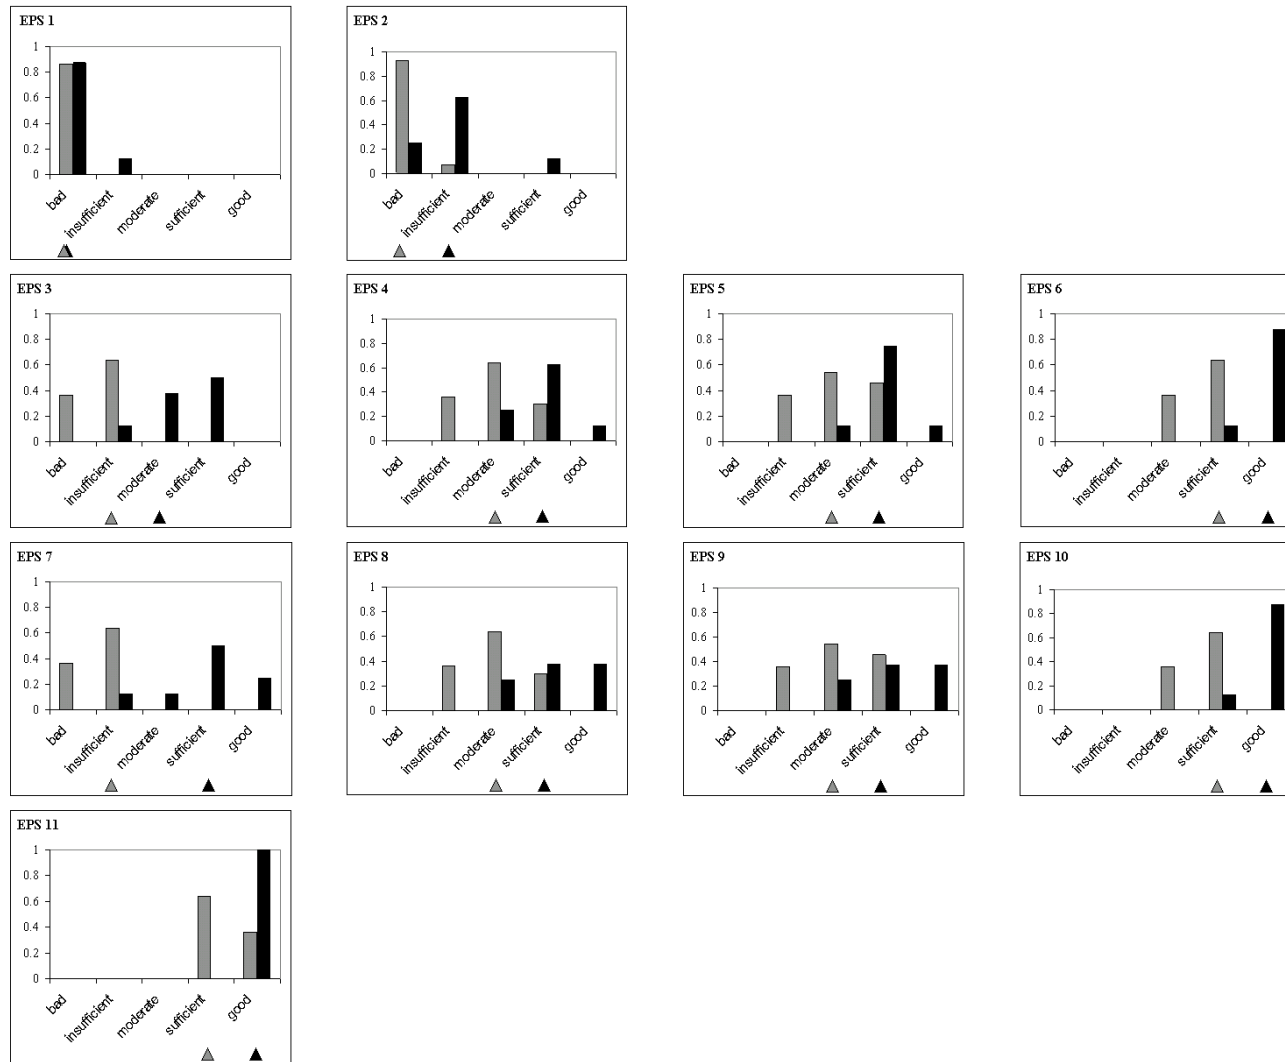 EPS 1
1
0.8
0.6
0.4
0.2
0
bad
insufficient
moderate
sufficient
good
EPS 2
1
0.8
0.6
0.4
0.2
0
bad
insufficient
moderate
sufficient
good
EPS 3
1
0.8
0.6
0.4
0.2
0
bad
insufficient
moderate
sufficient
good
EPS 4
1
0.8
0.6
0.4
0.2
0
bad
insufficient
moderate
sufficient
good
EPS 5
1
0.8
0.6
0.4
0.2
0
bad
insufficient
moderate
sufficient
good
EPS 6
1
0.8
0.6
0.4
0.2
0
bad
insufficient
moderate
sufficient
good
EPS 7
1
0.8
0.6
0.4
0.2
0
bad
insufficient
moderate
sufficient
good
EPS 8
1
0.8
0.6
0.4
0.2
0
bad
insufficient
moderate
sufficient
good
EPS 9
1
0.8
0.6
0.4
0.2
0
bad
insufficient
moderate
sufficient
good
EPS 10
1
0.8
0.6
0.4
0.2
0
bad
insufficient
moderate
sufficient
good
EPS 11
1
0.8
0.6
0.4
0.2
0
bad
insufficient
moderate
sufficient
good